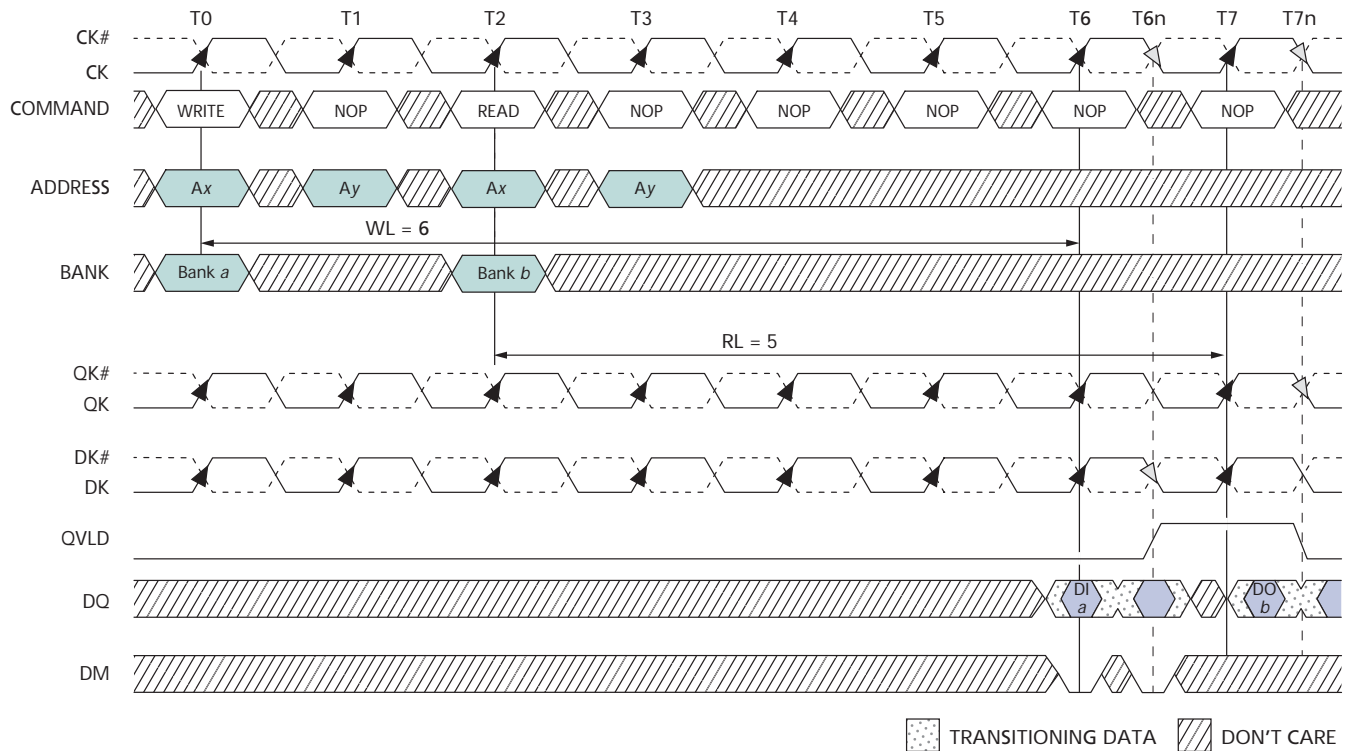 T0 T1 T2 T3 T4 T5 T6 T6n T7 T7n
CK#
CK
COMMAND WRITE NOP READ NOP NOP NOP NOP NOP
ADDRESS Ax Ay Ax Ay
WL = 6
BANK Bank a Bank b
RL = 5
QK#
QK
DK#
DK
QVLD
DQ DI a DO b
DM
TRANSITIONING DATA DON'T CARE